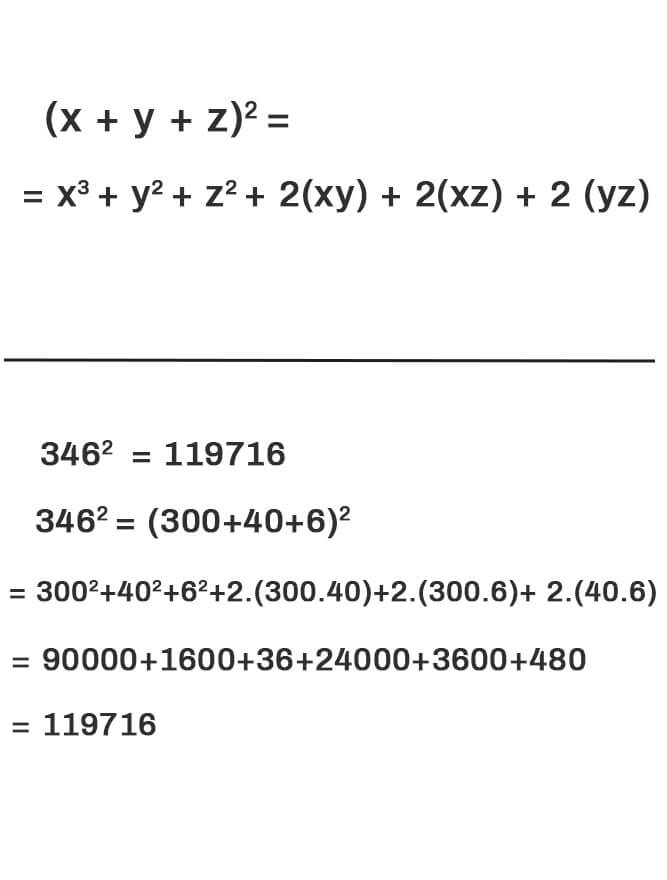 (x + y + z)² =
= x³ + y² + z² + 2(xy) + 2(xz) + 2 (yz)
346² = 119716
346² = (300+40+6)²
= 300²+40²+6²+2.(300.40)+2.(300.6)+ 2.(40.6)
= 90000+1600+36+24000+3600+480
= 119716